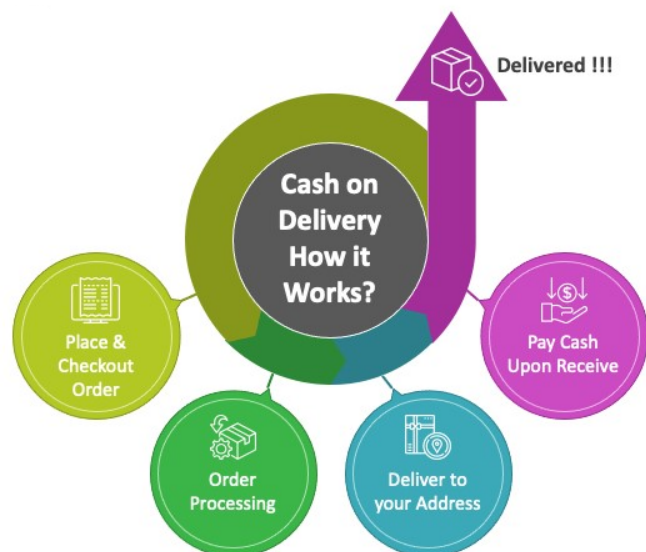 Delivered !!!
Cash on
Delivery
How it
Works?
Place &
Checkout
Order
Order
Processing
Deliver to
your Address
Pay Cash
Upon Receive